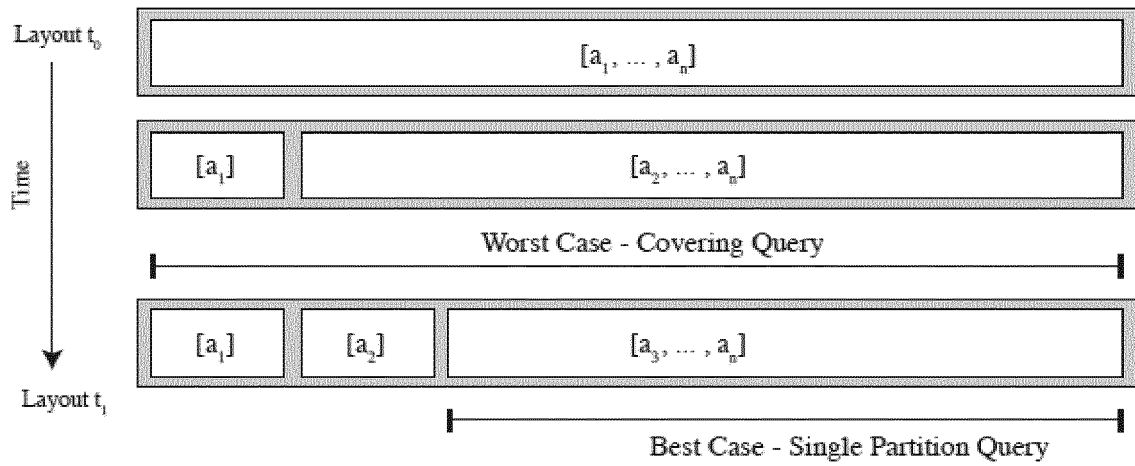 Layout t₀
[a₁, ... , aₙ]
Time
[a₁] [a₂, ... , aₙ]
Worst Case - Covering Query
[a₁] [a₂] [a₃, ... , aₙ]
Layout t₁
Best Case - Single Partition Query